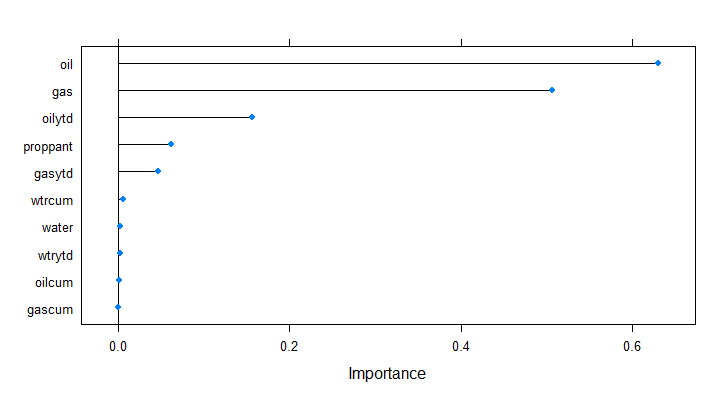 oil
gas
oilytd
proppant
gasytd
wtrcum
water
wtrytd
oilcum
gascum
0.0 0.2 0.4 0.6
Importance